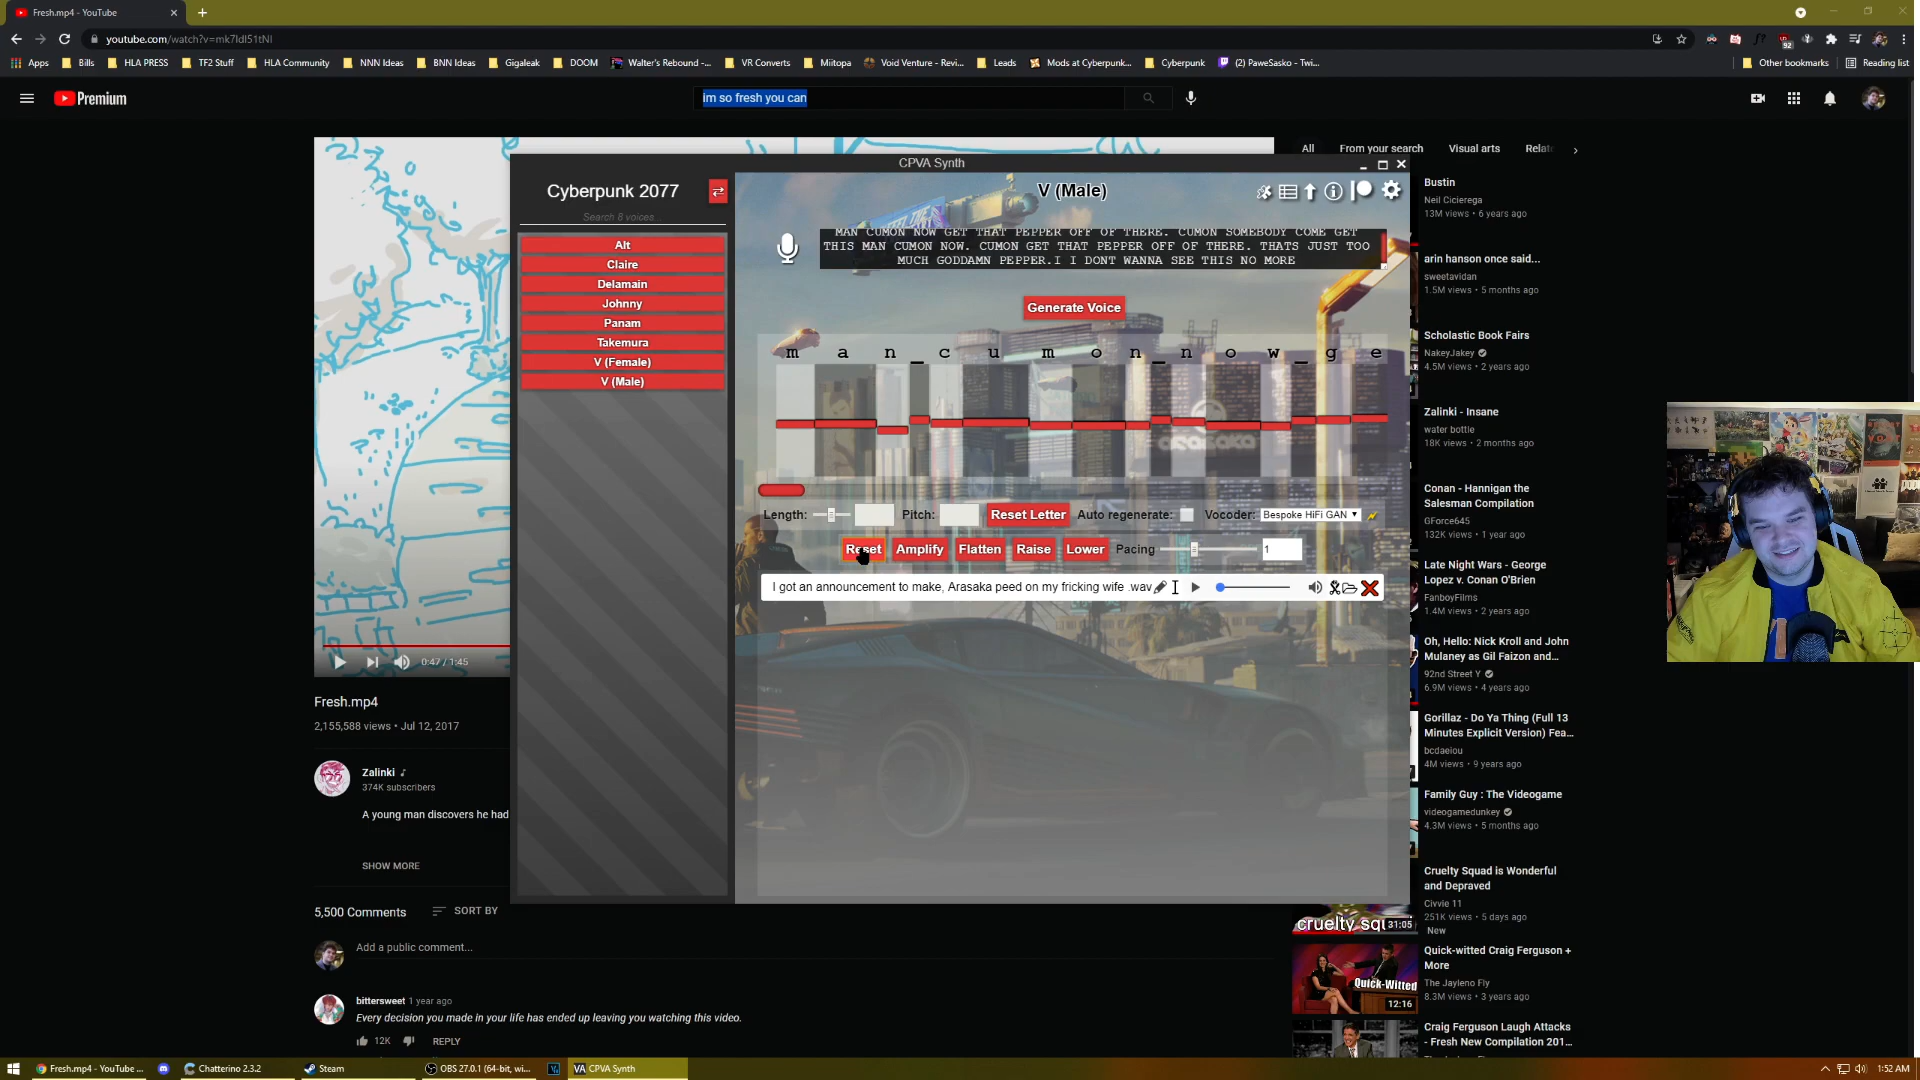 Fresh.mp4 - YouTube
youtube.com/watch?v=mk7ldI51tNI
Apps
Bills
HLA PRESS
TF2 Stuff
HLA Community
NNN Ideas
BNN Ideas
Gigaleak
DOOM
Walter's Rebound -...
VR Converts
Miitopa
Void Venture - Revi...
Leads
Mods at Cyberpunk...
Cyberpunk
(2) PaweSasko - Twi...
Other bookmarks
Reading list
92
Premium
im so fresh you can
All
From your search
Visual arts
Relat
CPVA Synth
Cyberpunk 2077
Search 8 voices...
Alt
Claire
Delamain
Johnny
Panam
Takemura
V (Female)
V (Male)
V (Male)
MAN CUMON NOW GET THAT PEPPER OFF OF THERE. CUMON SOMEBODY COME GET
THIS MAN CUMON NOW. CUMON GET THAT PEPPER OFF OF THERE. THATS JUST TOO
MUCH GODDAMN PEPPER.I I DONT WANNA SEE THIS NO MORE
Generate Voice
m a n _ c u m o n _ n o w _ g e
Length:
Pitch:
Reset Letter
Auto regenerate:
Vocoder:
Bespoke HiFi GAN
Reset
Amplify
Flatten
Raise
Lower
Pacing
1
I got an announcement to make, Arasaka peed on my fricking wife .wav
0:47 / 1:45
Fresh.mp4
2,155,588 views • Jul 12, 2017
Zalinki
374K subscribers
A young man discovers he had
SHOW MORE
5,500 Comments
SORT BY
Add a public comment...
bittersweet 1 year ago
Every decision you made in your life has ended up leaving you watching this video.
12K
REPLY
Bustin
Neil Cicierega
13M views • 6 years ago
arin hanson once said...
sweetavidan
1.5M views • 5 months ago
Scholastic Book Fairs
NakeyJakey
4.5M views • 2 years ago
Zalinki - Insane
water bottle
18K views • 2 months ago
Conan - Hannigan the
Salesman Compilation
GForce645
132K views • 1 year ago
Late Night Wars - George
Lopez v. Conan O'Brien
FanboyFilms
1.4M views • 2 years ago
Oh, Hello: Nick Kroll and John
Mulaney as Gil Faizon and...
92nd Street Y
6.9M views • 4 years ago
Gorillaz - Do Ya Thing (Full 13
Minutes Explicit Version) Fea...
bcdaeiou
4M views • 9 years ago
Family Guy : The Videogame
videogamedunkey
4.3M views • 5 months ago
Cruelty Squad is Wonderful
and Depraved
Civvie 11
251K views • 5 days ago
New
cruelty squ
31:05
Quick-witted Craig Ferguson +
More
The Jayleno Fly
8.3M views • 3 years ago
Quick-Witted
12:16
Craig Ferguson Laugh Attacks
- Fresh New Compilation 201...
Fresh.mp4 - YouTube ...
Chatterino 2.3.2
Steam
OBS 27.0.1 (64-bit, wi...
VA CPVA Synth
1:52 AM